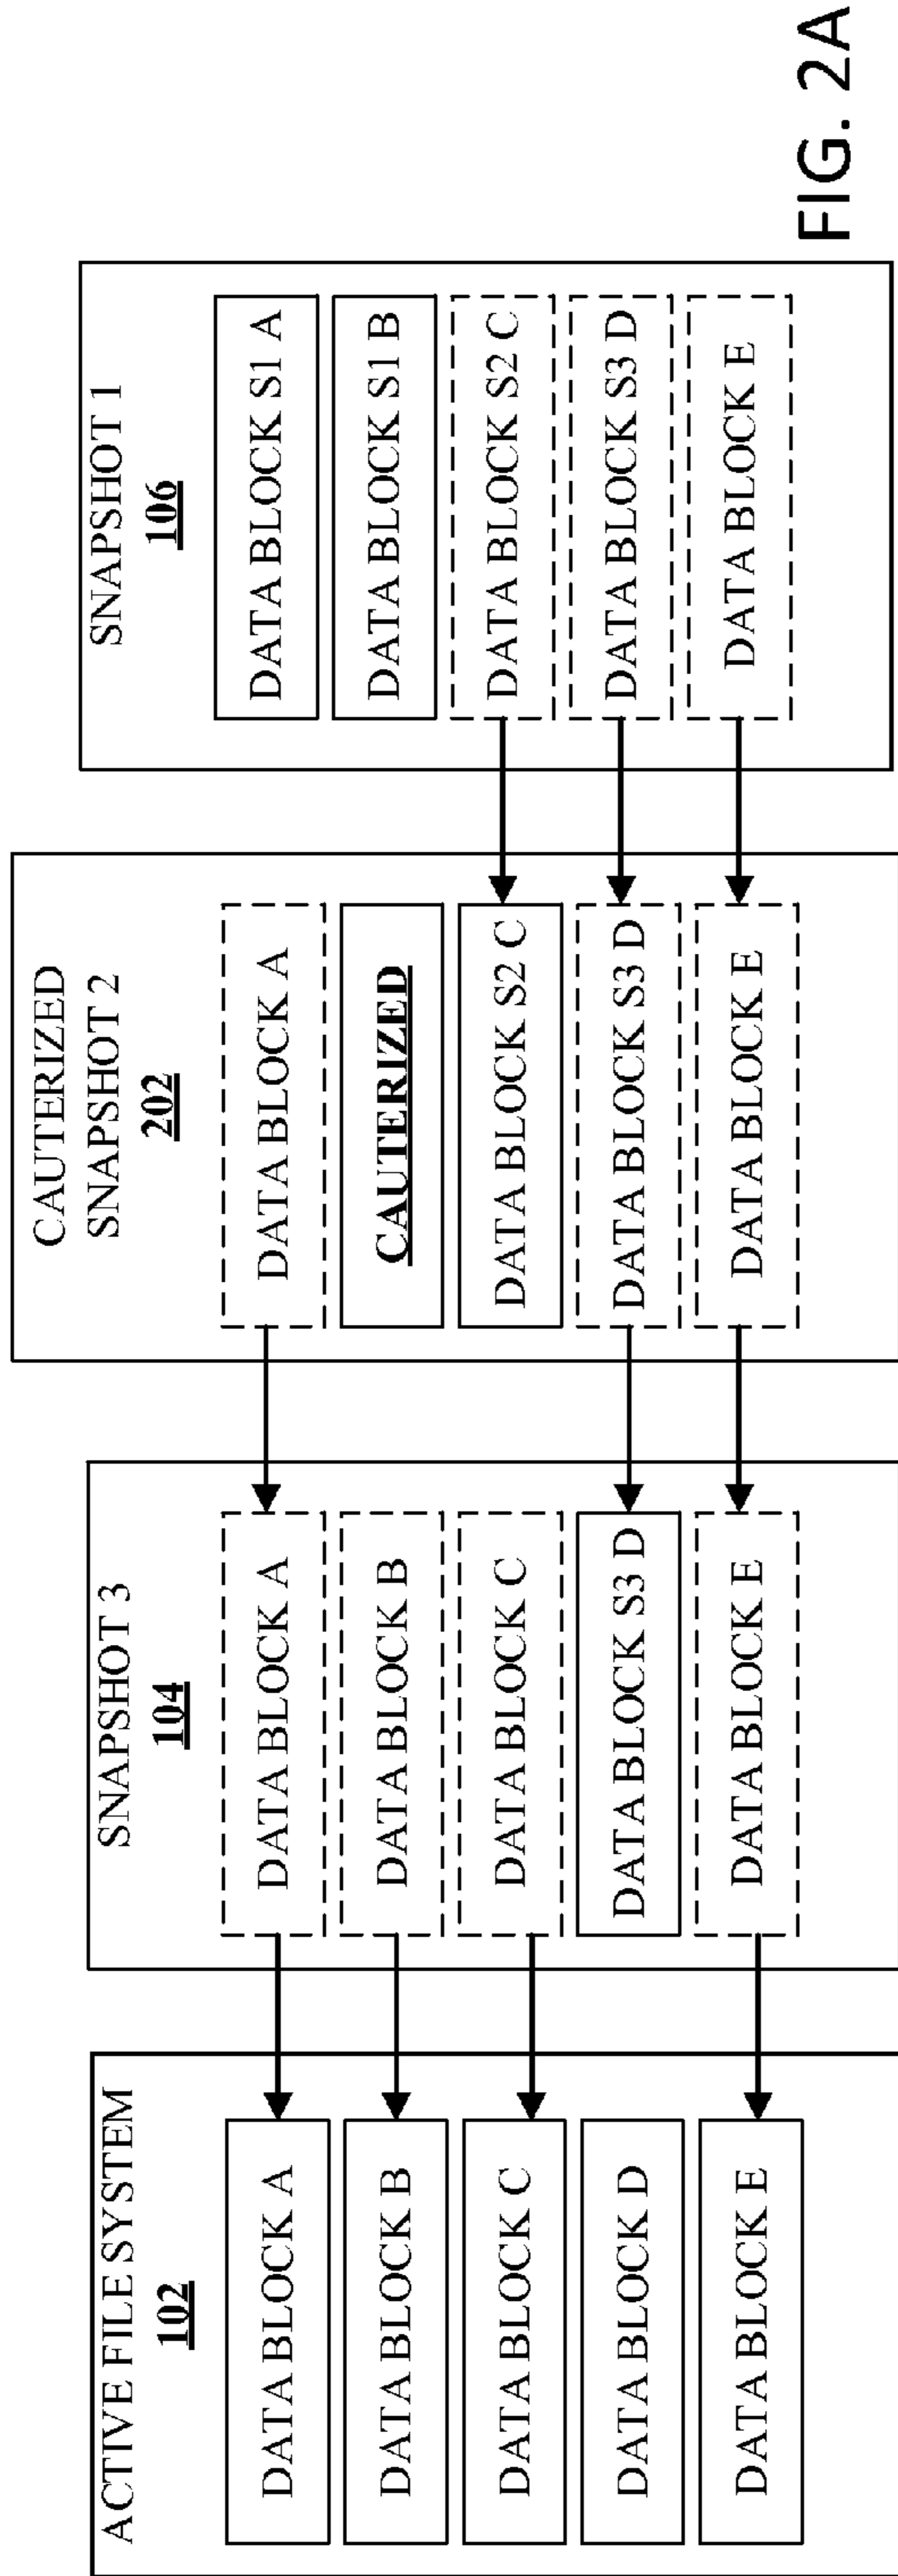 ACTIVE FILE SYSTEM
102
DATA BLOCK A
DATA BLOCK B
DATA BLOCK C
DATA BLOCK D
DATA BLOCK E
SNAPSHOT 3
104
DATA BLOCK A
DATA BLOCK B
DATA BLOCK C
DATA BLOCK S3 D
DATA BLOCK E
CAUTERIZED
SNAPSHOT 2
202
DATA BLOCK A
CAUTERIZED
DATA BLOCK S2 C
DATA BLOCK S3 D
DATA BLOCK E
SNAPSHOT 1
106
DATA BLOCK S1 A
DATA BLOCK S1 B
DATA BLOCK S2 C
DATA BLOCK S3 D
DATA BLOCK E
FIG. 2A